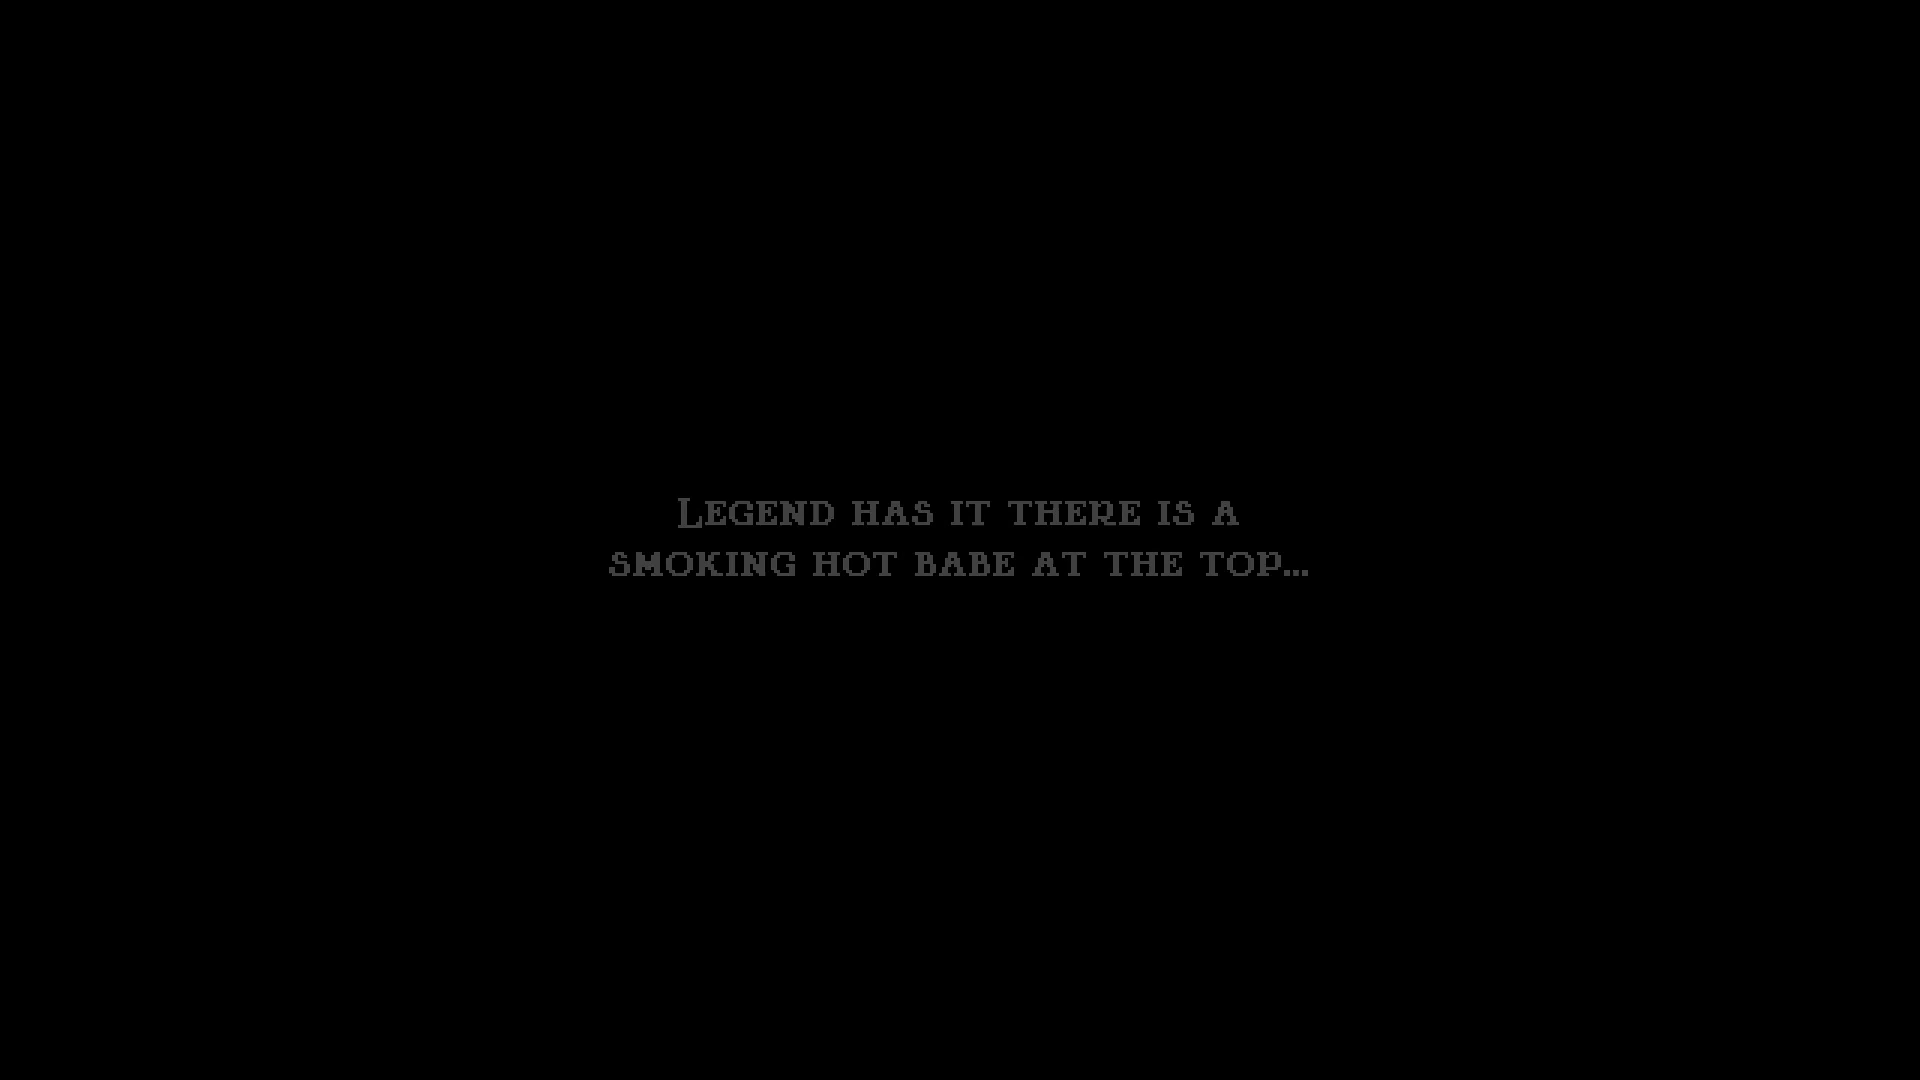 Legend has it there is a
smoking hot babe at the top...